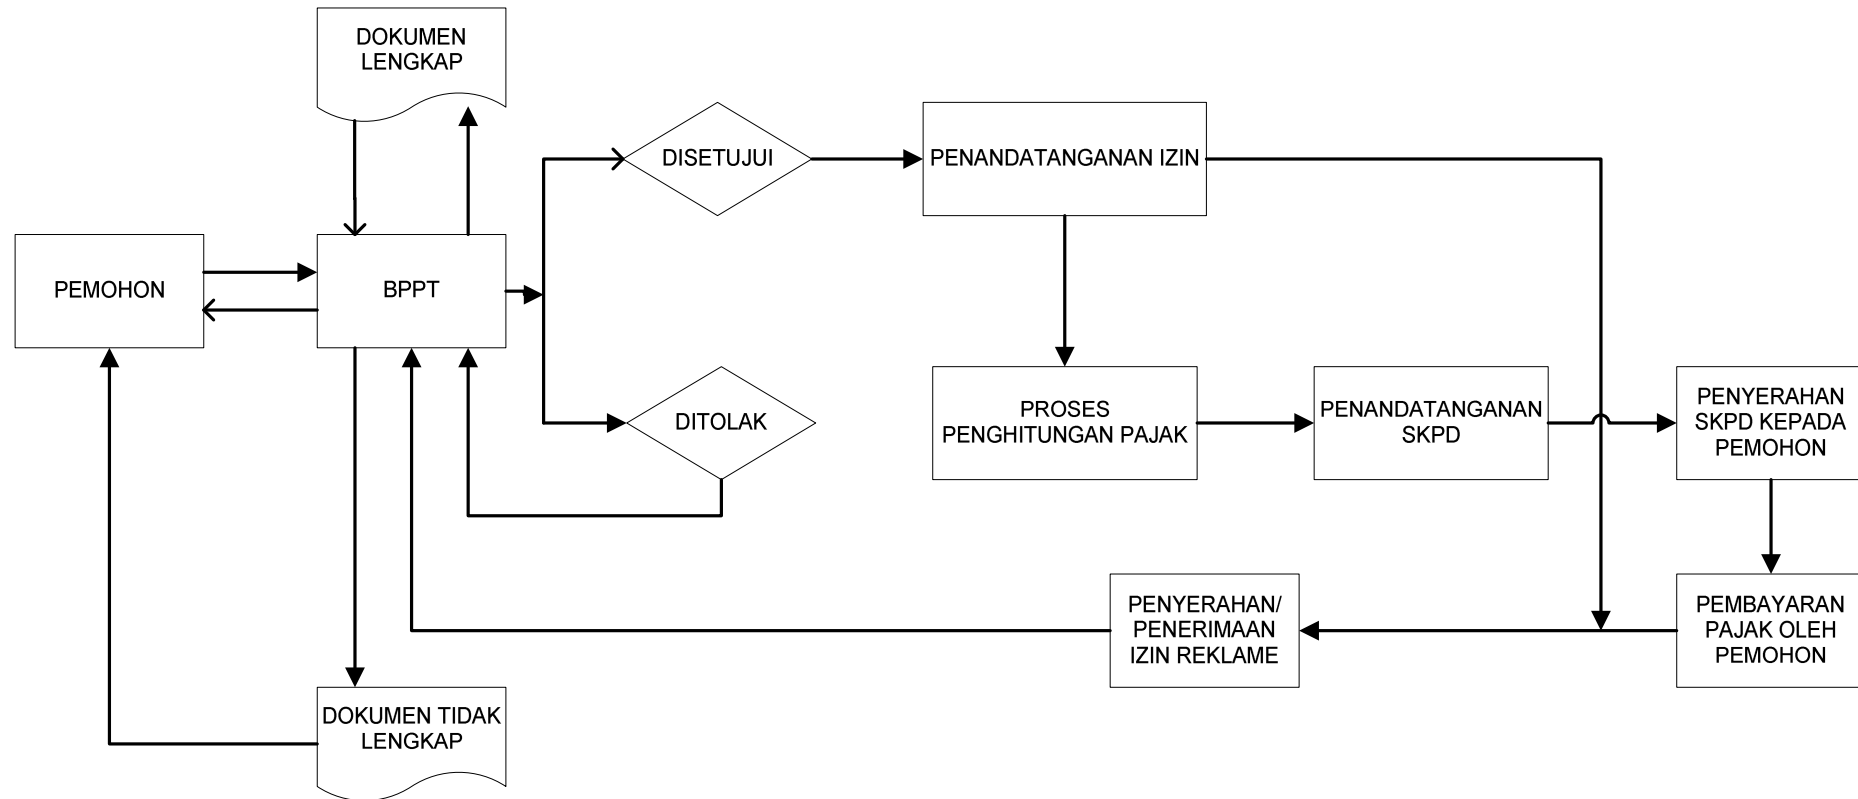 DOKUMEN
LENGKAP
DISETUJUI
PENANDATANGANAN IZIN
PEMOHON
BPPT
DITOLAK
PROSES
PENGHITUNGAN PAJAK
PENANDATANGANAN
SKPD
PENYERAHAN
SKPD KEPADA
PEMOHON
PENYERAHAN/
PENERIMAAN
IZIN REKLAME
PEMBAYARAN
PAJAK OLEH
PEMOHON
DOKUMEN TIDAK
LENGKAP